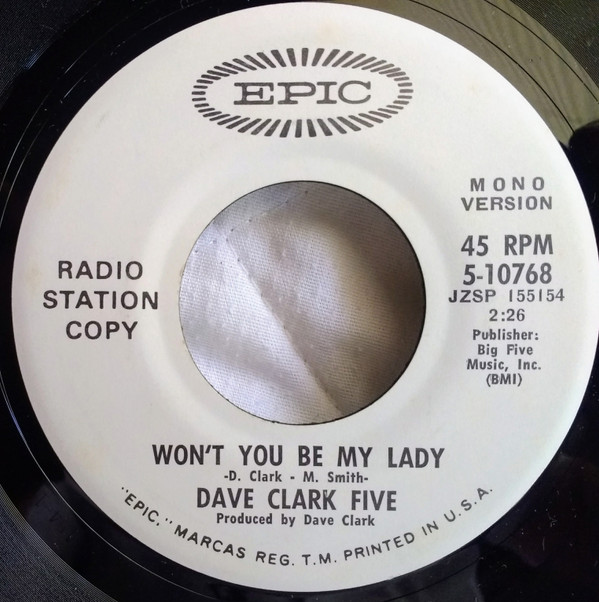 EPIC
MONO
VERSION
45 RPM
5-10768
JZSP 155154
2:26
Publisher:
Big Five
Music, Inc.
(BMI)
RADIO
STATION
COPY
WON'T YOU BE MY LADY
-D. Clark - M. Smith-
DAVE CLARK FIVE
Produced by Dave Clark
"EPIC," MARCAS REG. T.M. PRINTED IN U.S.A.